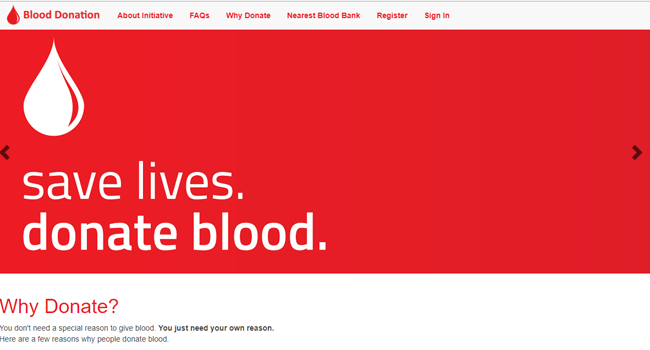 Blood Donation About Initiative FAQs Why Donate Nearest Blood Bank Register Sign In
save lives.
donate blood.
Why Donate?
You don't need a special reason to give blood. You just need your own reason.
Here are a few reasons why people donate blood.